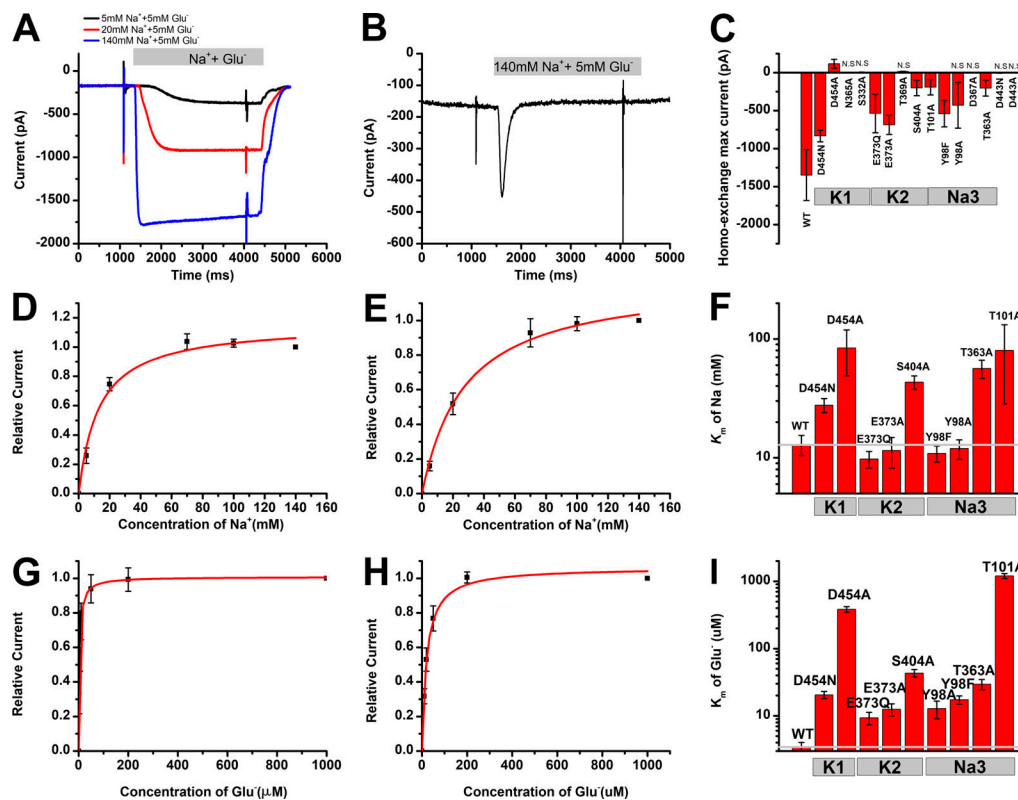 A
5mM Na⁺+5mM Glu⁻
20mM Na⁺+5mM Glu⁻
140mM Na⁺+5mM Glu⁻
Na⁺+ Glu⁻
0
-500
-1000
-1500
-2000
Current (pA)
0 1000 2000 3000 4000 5000 6000
Time (ms)
B
140mM Na⁺+ 5mM Glu⁻
0
-100
-200
-300
-400
-500
-600
Current (pA)
0 1000 2000 3000 4000 5000
Time (ms)
C
Homo-exchange max current (pA)
0
-500
-1000
-1500
-2000
WT
D454N
D454A
N.S
N365A
N.S
S332A
E373Q
E373A
N.S
T369A
S404A
T101A
Y98F
N.S
Y98A
N.S
D367A
T363A
N.S
D443N
N.S
D443A
K1
K2
Na3
D
Relative Current
1.2
1.0
0.8
0.6
0.4
0.2
0.0
0 20 40 60 80 100 120 140 160
Concentration of Na⁺(mM)
E
Relative Current
1.2
1.0
0.8
0.6
0.4
0.2
0.0
0 20 40 60 80 100 120 140 160
Concentration of Na⁺(mM)
F
Kₘ of Na (mM)
100
10
WT
D454N
D454A
E373Q
E373A
S404A
Y98F
Y98A
T363A
T101A
K1
K2
Na3
G
Relative Current
1.2
1.0
0.8
0.6
0.4
0.2
0.0
0 200 400 600 800 1000
Concentration of Glu⁻(μM)
H
Relative Current
1.2
1.0
0.8
0.6
0.4
0.2
0.0
0 200 400 600 800 1000
Concentration of Glu⁻(uM)
I
Kₘ of Glu⁻ (uM)
1000
100
10
WT
D454N
D454A
E373Q
E373A
S404A
Y98A
Y98F
T363A
T101A
K1
K2
Na3